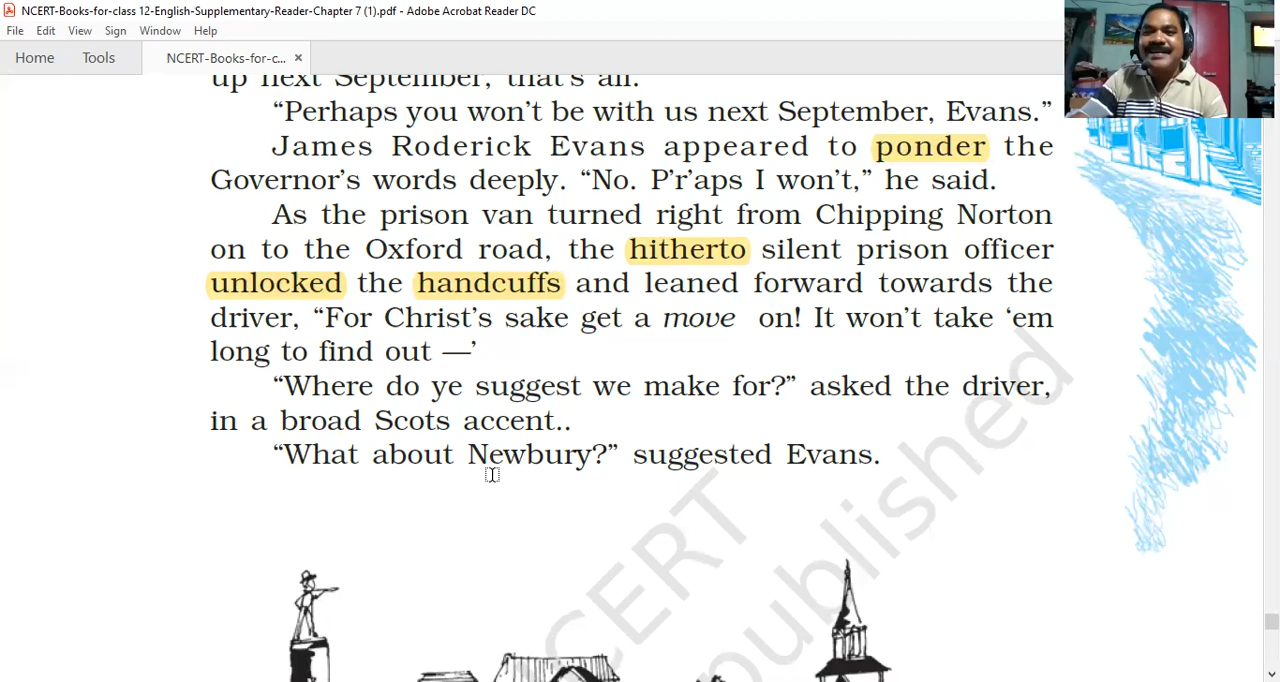 NCERT-Books-for-class 12-English-Supplementary-Reader-Chapter 7 (1).pdf - Adobe Acrobat Reader DC
File Edit View Sign Window Help
Home Tools NCERT-Books-for-c... ×
up next September, that's all.
“Perhaps you won’t be with us next September, Evans.”
James Roderick Evans appeared to ponder the
Governor’s words deeply. “No. P’r’aps I won’t,” he said.
As the prison van turned right from Chipping Norton
on to the Oxford road, the hitherto silent prison officer
unlocked the handcuffs and leaned forward towards the
driver, “For Christ’s sake get a move on! It won’t take ‘em
long to find out —’
“Where do ye suggest we make for?” asked the driver,
in a broad Scots accent..
“What about Newbury?” suggested Evans.
CERT
published